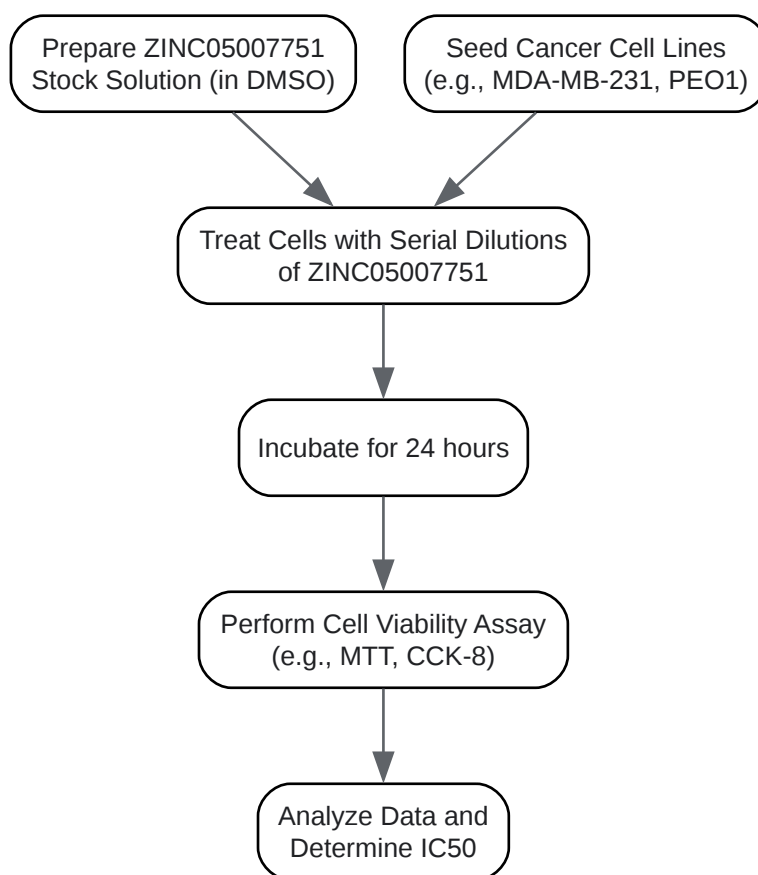 Prepare ZINC05007751
Stock Solution (in DMSO)
Seed Cancer Cell Lines
(e.g., MDA-MB-231, PEO1)
Treat Cells with Serial Dilutions
of ZINC05007751
Incubate for 24 hours
Perform Cell Viability Assay
(e.g., MTT, CCK-8)
Analyze Data and
Determine IC50